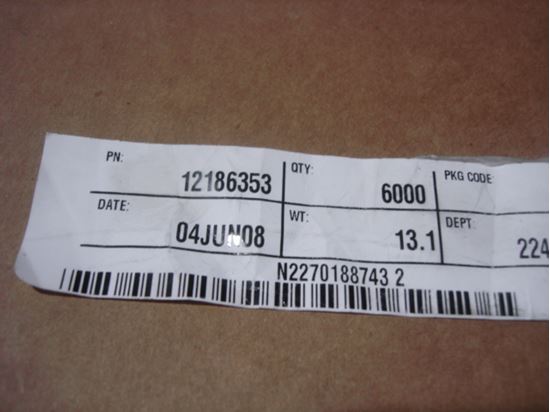 PN: QTY: PKG CODE
12186353 6000
DATE: WT: DEPT
04JUN08 13.1 224
N2270188743 2